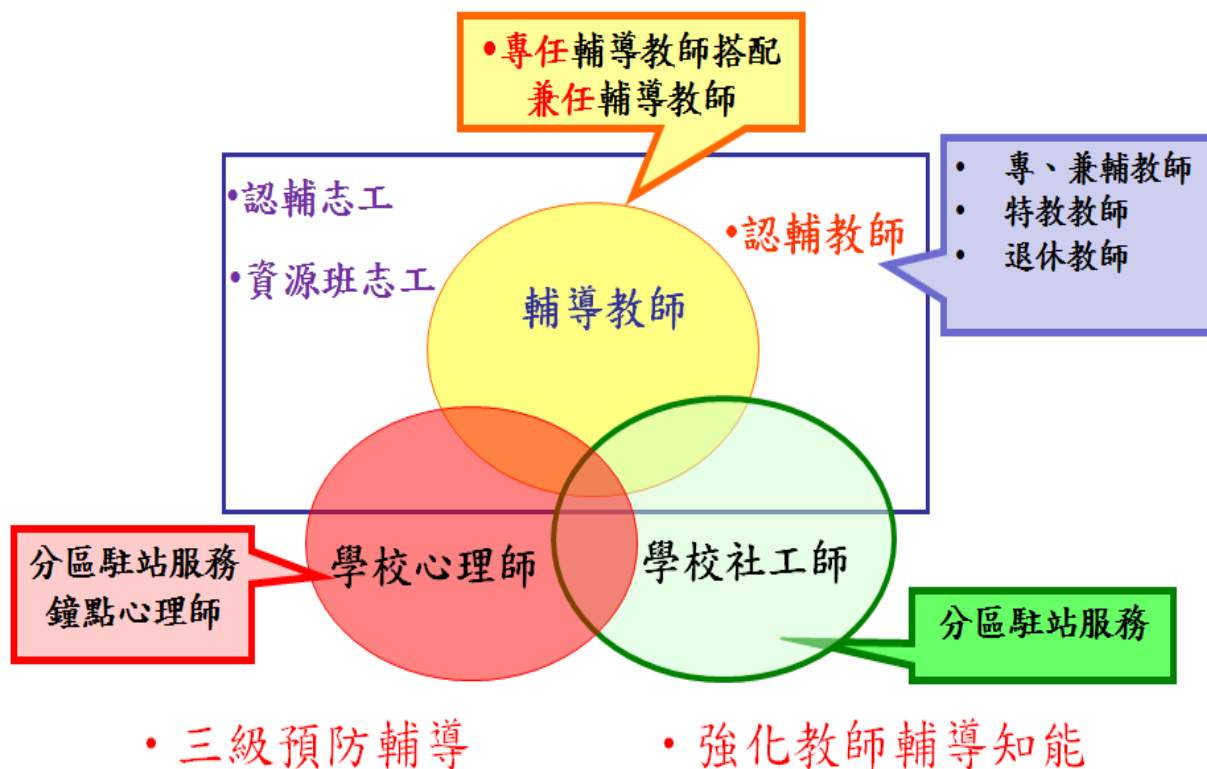 •專任輔導教師搭配
兼任輔導教師
•認輔志工
•資源班志工
•認輔教師
• 專、兼輔教師
• 特教教師
• 退休教師
輔導教師
學校心理師
學校社工師
分區駐站服務
鐘點心理師
分區駐站服務
•三級預防輔導
•強化教師輔導知能